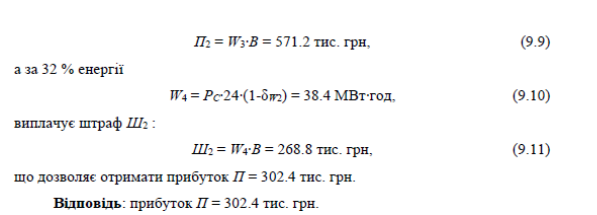 П₂ = W₃·B = 571.2 тис. грн, (9.9)
а за 32 % енергії
W₄ = P_C·24·(1-δ_W₂) = 38.4 МВт·год, (9.10)
виплачує штраф Ш₂ :
Ш₂ = W₄·B = 268.8 тис. грн, (9.11)
що дозволяє отримати прибуток П = 302.4 тис. грн.
Відповідь: прибуток П = 302.4 тис. грн.